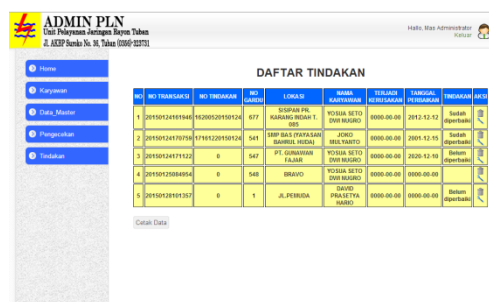 ADMIN PLN
Unit Pelayanan Jaringan Rayon Tuban
Jl. AKBP Suroko No. 36, Tuban (0356)-323731
Hallo, Mas Administrator
Keluar
Home
Karyawan
Data_Master
Pengecekan
Tindakan
DAFTAR TINDAKAN
NO NO TRANSAKSI NO TINDAKAN NO GARDU LOKASI NAMA KARYAWAN TERJADI KERUSAKAN TANGGAL PERBAIKAN TINDAKAN AKSI
1 20150124161946 16200520150124 677 SISIPAN PR. KARANG INDAH T. 085 YOSUA SETO DWI NUGRO 0000-00-00 2012-12-12 Sudah diperbaiki
2 20150124170759 17161220150124 541 SMP BAS (YAYASAN BAHRUL HUDA) JOKO MULYANTO 0000-00-00 2001-12-15 Sudah diperbaiki
3 20150124171122 0 547 PT. GUNAWAN FAJAR YOSUA SETO DWI NUGRO 0000-00-00 2020-12-10 Belum diperbaiki
4 20150125084954 0 548 BRAVO YOSUA SETO DWI NUGRO 0000-00-00 0000-00-00
5 20150128101357 0 1 JL.PEMUDA DAVID PRASETYA HARIO 0000-00-00 0000-00-00 Belum diperbaiki
Cetak Data